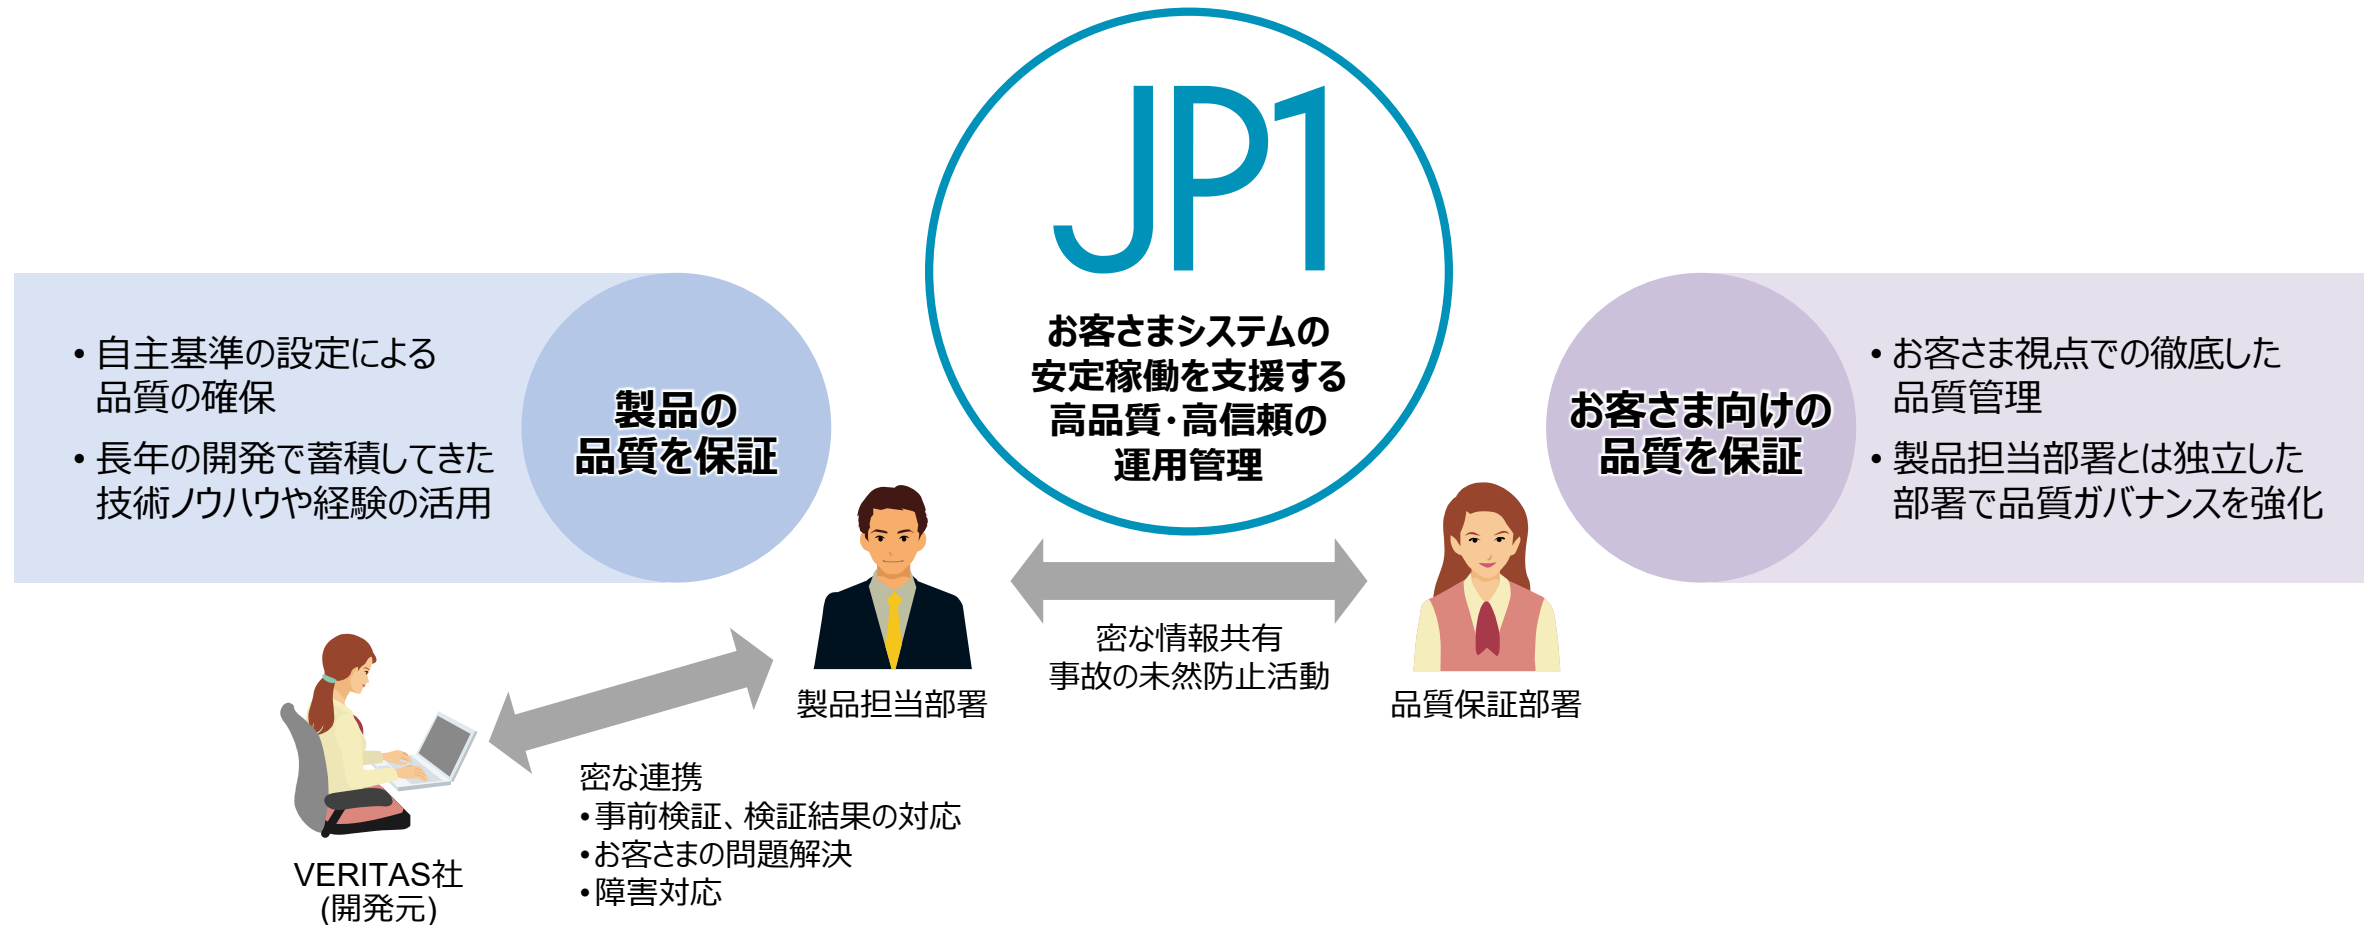 JP1
お客さまシステムの
安定稼働を支援する
高品質・高信頼の
運用管理
• 自主基準の設定による
品質の確保
• 長年の開発で蓄積してきた
技術ノウハウや経験の活用
製品の
品質を保証
お客さま向けの
品質を保証
• お客さま視点での徹底した
品質管理
• 製品担当部署とは独立した
部署で品質ガバナンスを強化
密な情報共有
事故の未然防止活動
製品担当部署
品質保証部署
密な連携
•事前検証、検証結果の対応
•お客さまの問題解決
•障害対応
VERITAS社
(開発元)